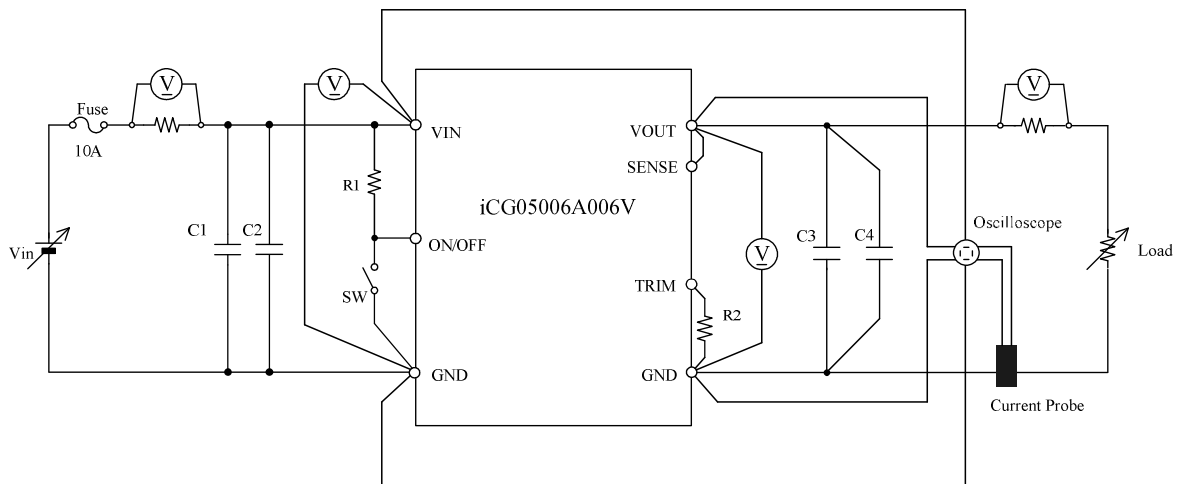 Fuse
10A
V
V
V
V
VIN
VOUT
SENSE
R1
iCG05006A006V
C1
C2
ON/OFF
C3
C4
Oscilloscope
Vin
Load
SW
TRIM
R2
GND
GND
Current Probe